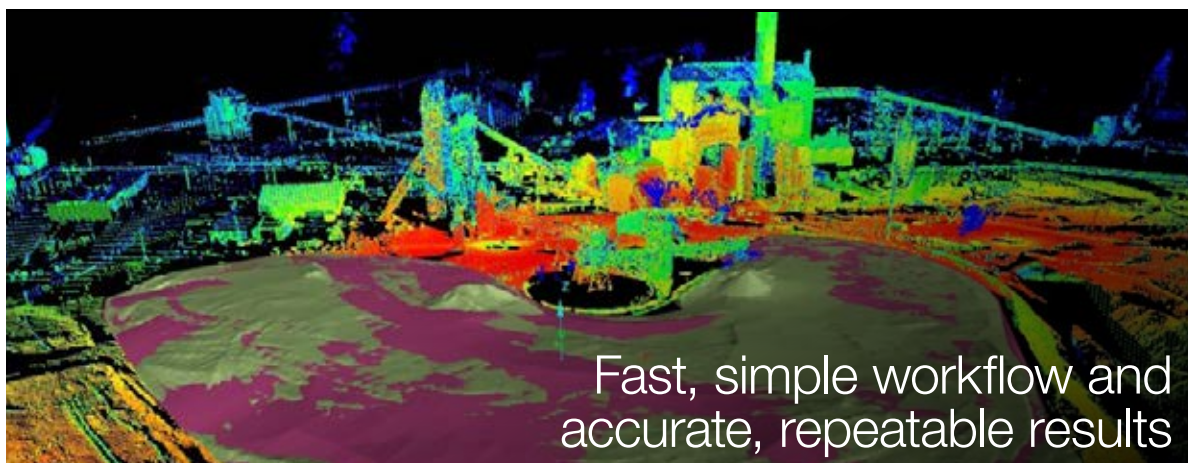 Fast, simple workflow and
accurate, repeatable results